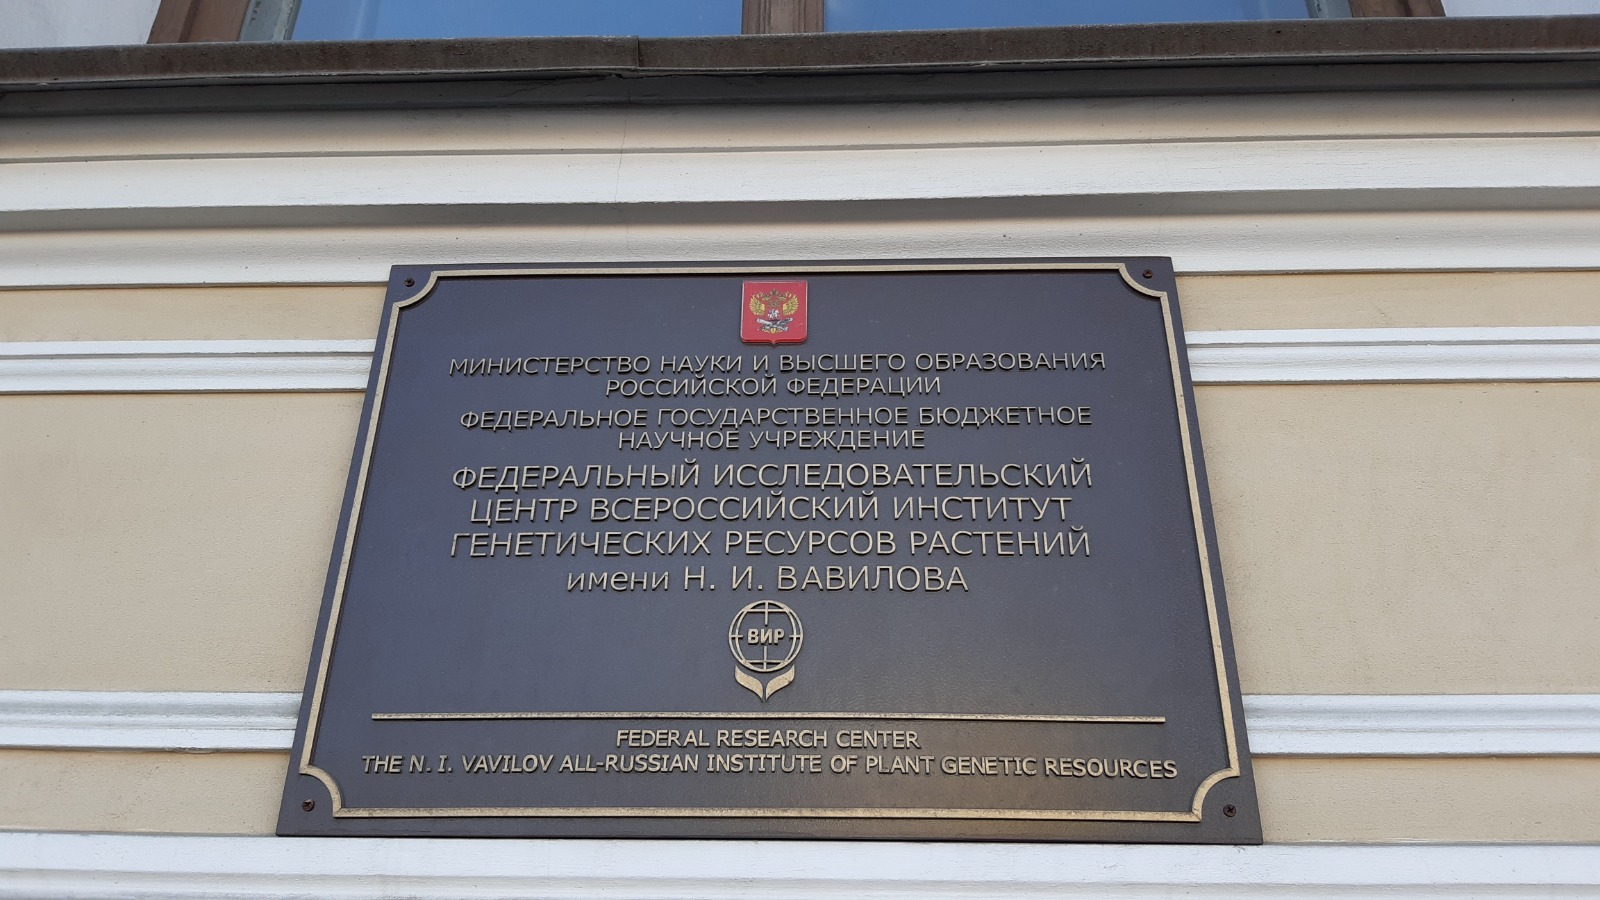 МИНИСТЕРСТВО НАУКИ И ВЫСШЕГО ОБРАЗОВАНИЯ
РОССИЙСКОЙ ФЕДЕРАЦИИ
ФЕДЕРАЛЬНОЕ ГОСУДАРСТВЕННОЕ БЮДЖЕТНОЕ
НАУЧНОЕ УЧРЕЖДЕНИЕ
ФЕДЕРАЛЬНЫЙ ИССЛЕДОВАТЕЛЬСКИЙ
ЦЕНТР ВСЕРОССИЙСКИЙ ИНСТИТУТ
ГЕНЕТИЧЕСКИХ РЕСУРСОВ РАСТЕНИЙ
имени Н. И. ВАВИЛОВА
ВИР
FEDERAL RESEARCH CENTER
THE N. I. VAVILOV ALL-RUSSIAN INSTITUTE OF PLANT GENETIC RESOURCES